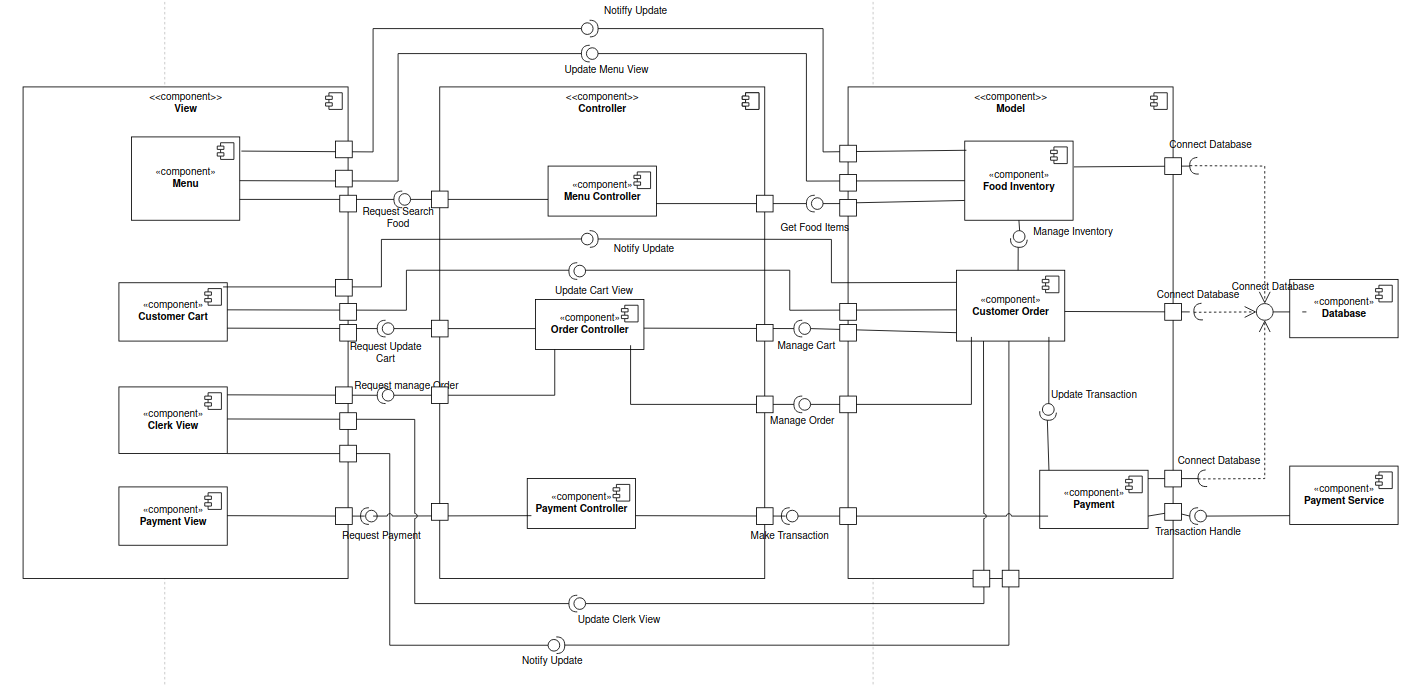 Notiffy Update
Update Menu View
<<component>>
View
<<component>>
Controller
<<component>>
Model
Connect Database
«component»
Menu
«component»
Menu Controller
«component»
Food Inventory
Request Search
Food
Get Food Items
Manage Inventory
Notify Update
Update Cart View
Connect Database
Connect Database
«component»
Customer Cart
«component»
Order Controller
«component»
Customer Order
«component»
Database
Request Update
Cart
Manage Cart
Request manage Order
Update Transaction
«component»
Clerk View
Manage Order
Connect Database
«component»
Payment View
«component»
Payment Controller
«component»
Payment
«component»
Payment Service
Request Payment
Make Transaction
Transaction Handle
Update Clerk View
Notify Update